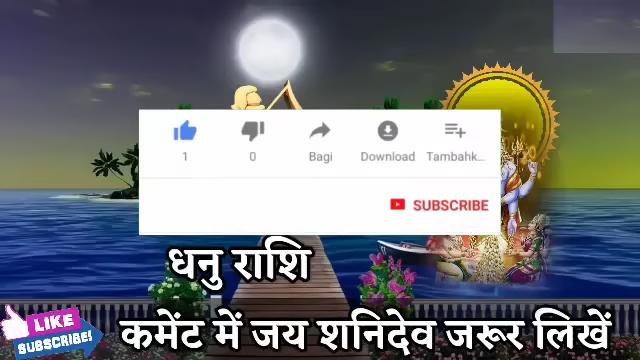 1 0 Bagi Download Tambahk...
SUBSCRIBE
धनु राशि
LIKE
SUBSCRIBE!
कमेंट में जय शनिदेव जरूर लिखें